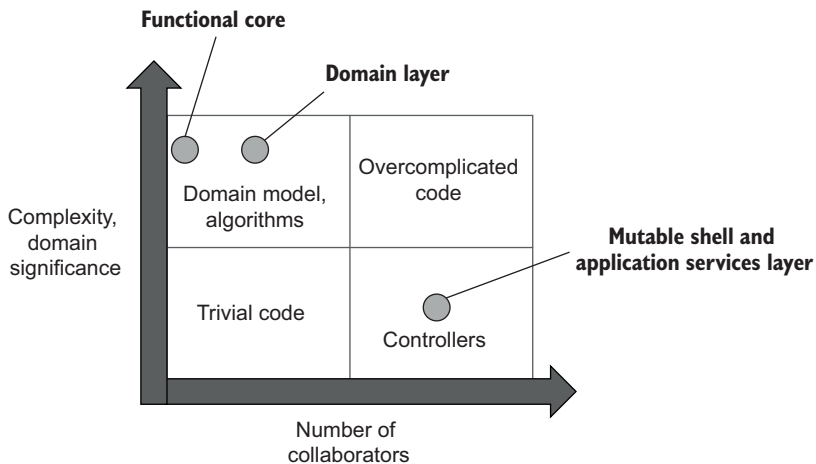 Functional core
Domain layer
Overcomplicated
code
Domain model,
algorithms
Complexity,
domain
significance
Mutable shell and
application services layer
Trivial code
Controllers
Number of
collaborators